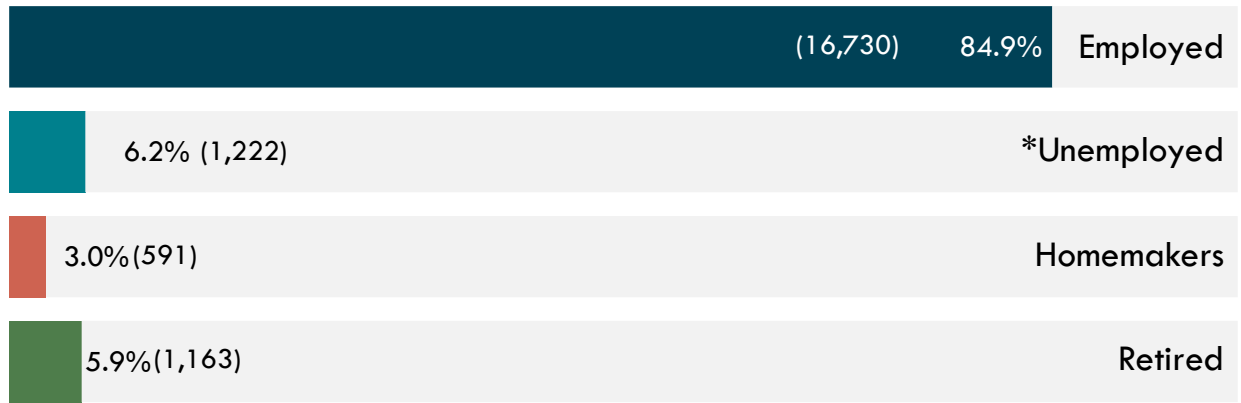 (16,730) 84.9% Employed
6.2% (1,222) *Unemployed
3.0%(591) Homemakers
5.9%(1,163) Retired